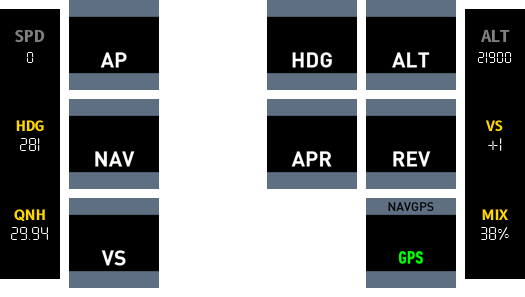 SPD
0
HDG
281
QNH
29.94
AP
NAV
VS
HDG
ALT
APR
REV
NAVGPS
GPS
ALT
21900
VS
+1
MIX
38%